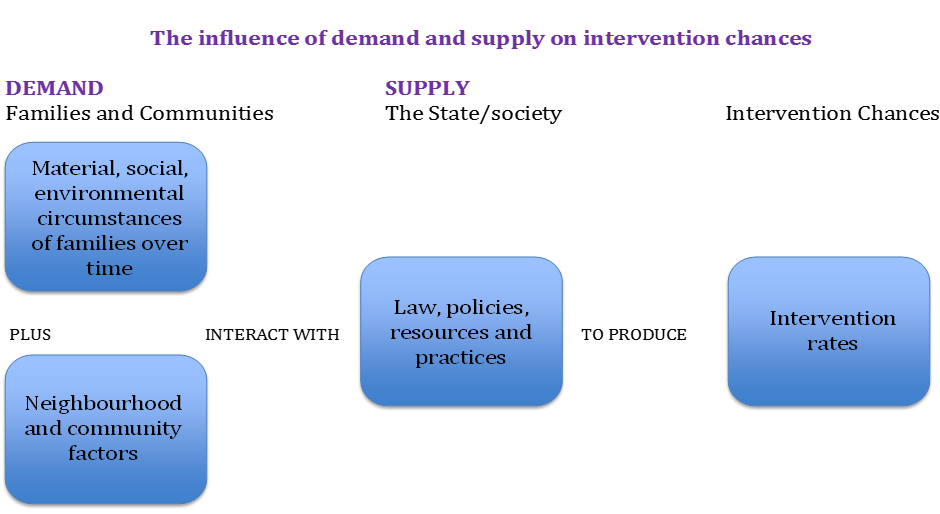 The influence of demand and supply on intervention chances
DEMAND
Families and Communities
SUPPLY
The State/society
Intervention Chances
Material, social,
environmental
circumstances
of families over
time
PLUS
Neighbourhood
and community
factors
INTERACT WITH
Law, policies,
resources and
practices
TO PRODUCE
Intervention
rates